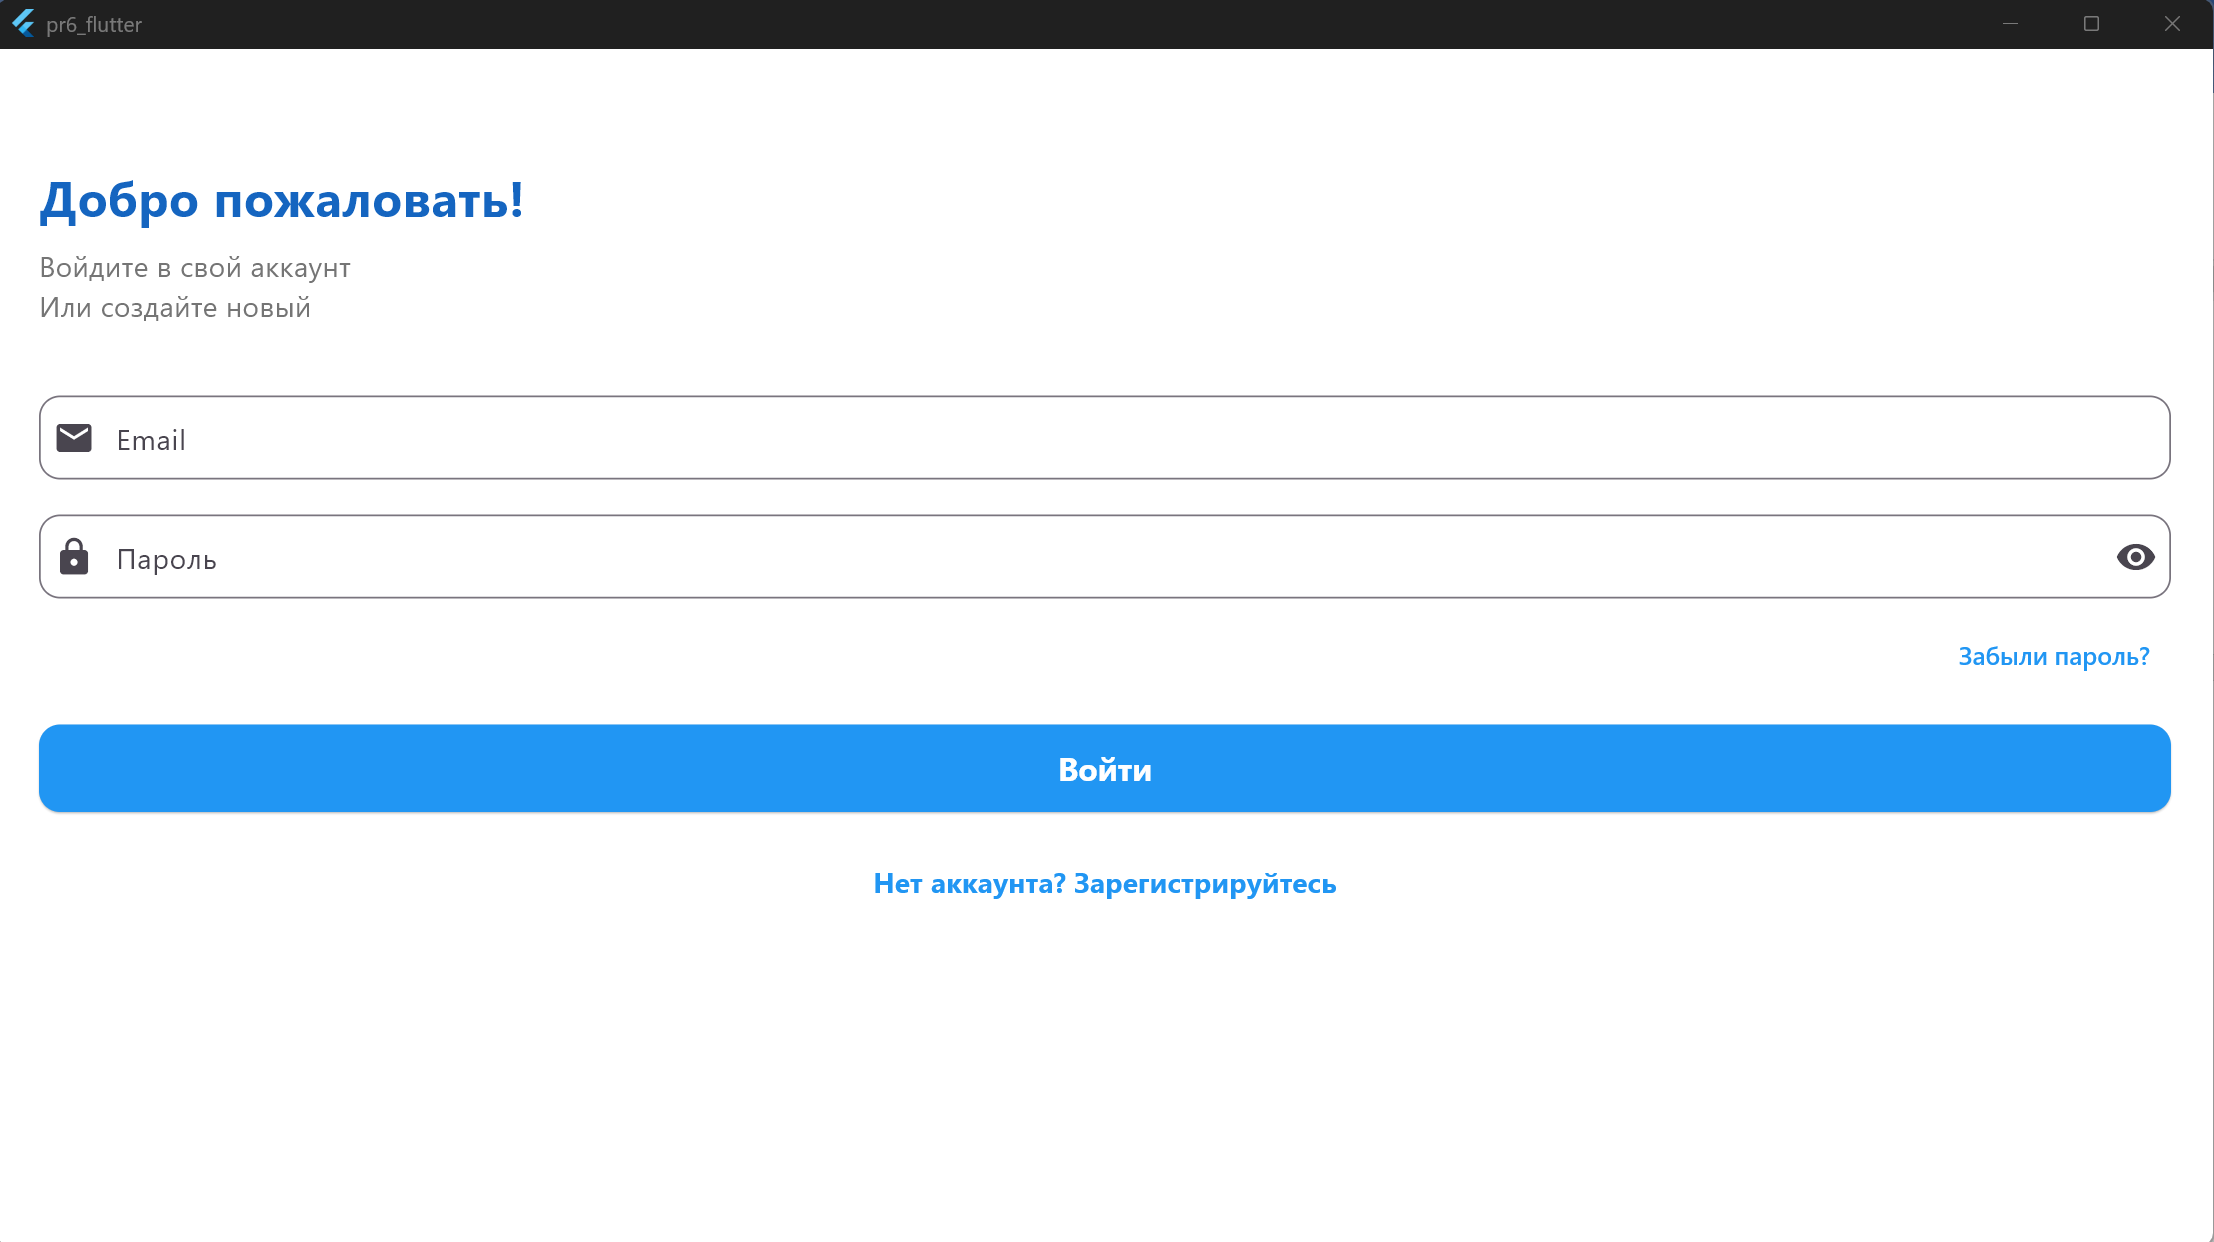 pr6_flutter
Добро пожаловать!
Войдите в свой аккаунт
Или создайте новый
Email
Пароль
Забыли пароль?
Войти
Нет аккаунта? Зарегистрируйтесь